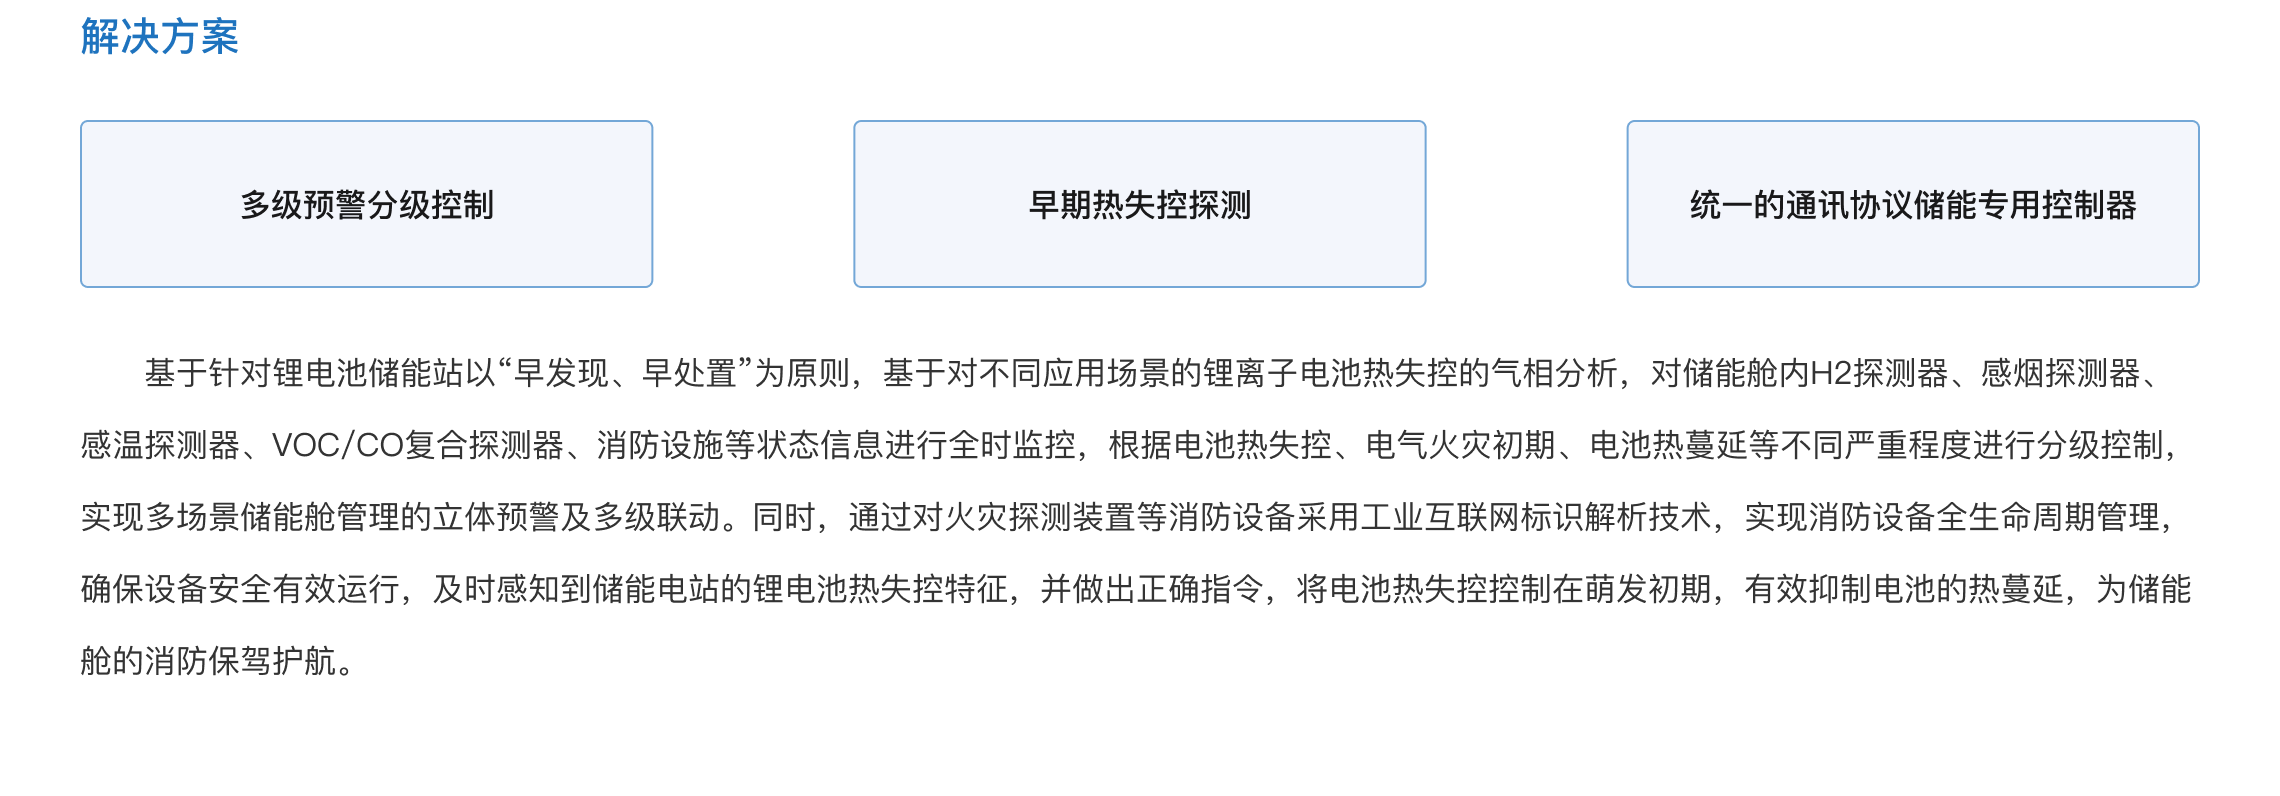 解决方案
多级预警分级控制
早期热失控探测
统一的通讯协议储能专用控制器
基于针对锂电池储能站以“早发现、早处置”为原则，基于对不同应用场景的锂离子电池热失控的气相分析，对储能舱内H2探测器、感烟探测器、
感温探测器、VOC/CO复合探测器、消防设施等状态信息进行全时监控，根据电池热失控、电气火灾初期、电池热蔓延等不同严重程度进行分级控制，
实现多场景储能舱管理的立体预警及多级联动。同时，通过对火灾探测装置等消防设备采用工业互联网标识解析技术，实现消防设备全生命周期管理，
确保设备安全有效运行，及时感知到储能电站的锂电池热失控特征，并做出正确指令，将电池热失控控制在萌发初期，有效抑制电池的热蔓延，为储能
舱的消防保驾护航。